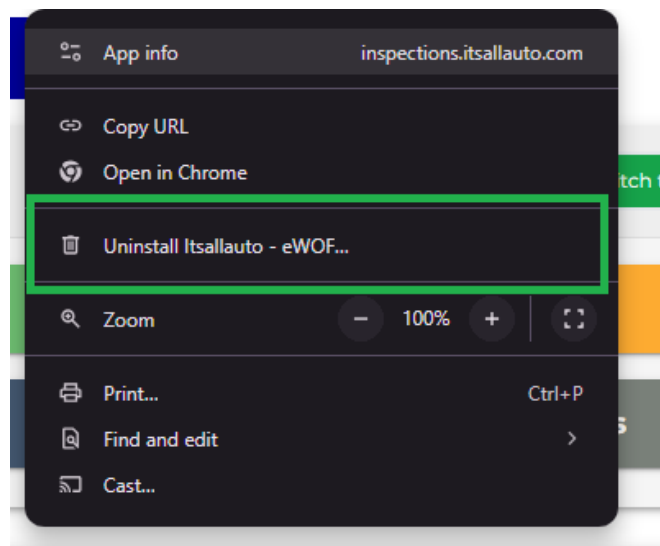 App info inspections.itsallauto.com
Copy URL
Open in Chrome
itch t
Uninstall Itsallauto - eWOF...
Zoom - 100% +
Print... Ctrl+P
Find and edit >
s
Cast...